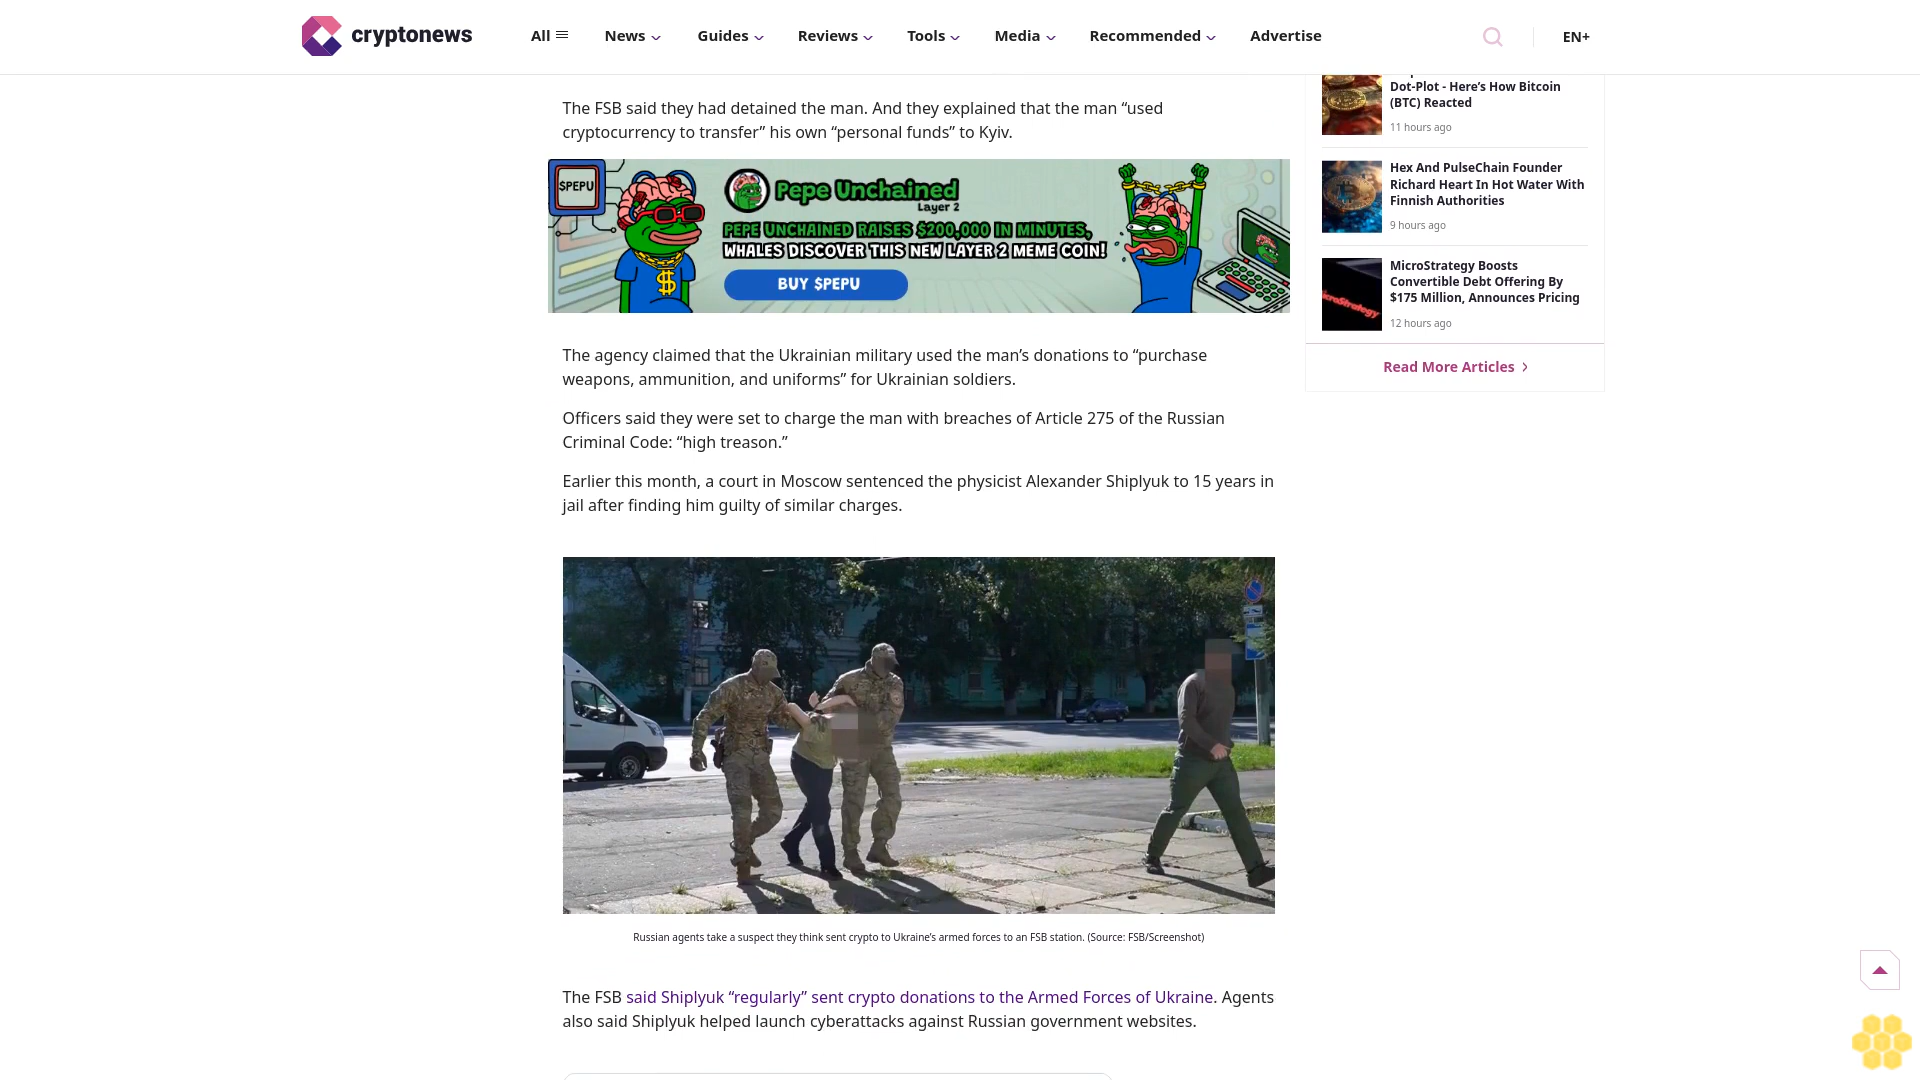 cryptonews
All
News
Guides
Reviews
Tools
Media
Recommended
Advertise
EN+
The FSB said they had detained the man. And they explained that the man “used
cryptocurrency to transfer” his own “personal funds” to Kyiv.
$PEPU
Pepe Unchained
Layer 2
PEPE UNCHAINED RAISES $200,000 IN MINUTES,
WHALES DISCOVER THIS NEW LAYER 2 MEME COIN!
BUY $PEPU
The agency claimed that the Ukrainian military used the man’s donations to “purchase
weapons, ammunition, and uniforms” for Ukrainian soldiers.
Officers said they were set to charge the man with breaches of Article 275 of the Russian
Criminal Code: “high treason.”
Earlier this month, a court in Moscow sentenced the physicist Alexander Shiplyuk to 15 years in
jail after finding him guilty of similar charges.
Russian agents take a suspect they think sent crypto to Ukraine’s armed forces to an FSB station. (Source: FSB/Screenshot)
The FSB said Shiplyuk “regularly” sent crypto donations to the Armed Forces of Ukraine. Agents
also said Shiplyuk helped launch cyberattacks against Russian government websites.
Dot-Plot - Here’s How Bitcoin
(BTC) Reacted
11 hours ago
Hex And PulseChain Founder
Richard Heart In Hot Water With
Finnish Authorities
9 hours ago
MicroStrategy
MicroStrategy Boosts
Convertible Debt Offering By
$175 Million, Announces Pricing
12 hours ago
Read More Articles